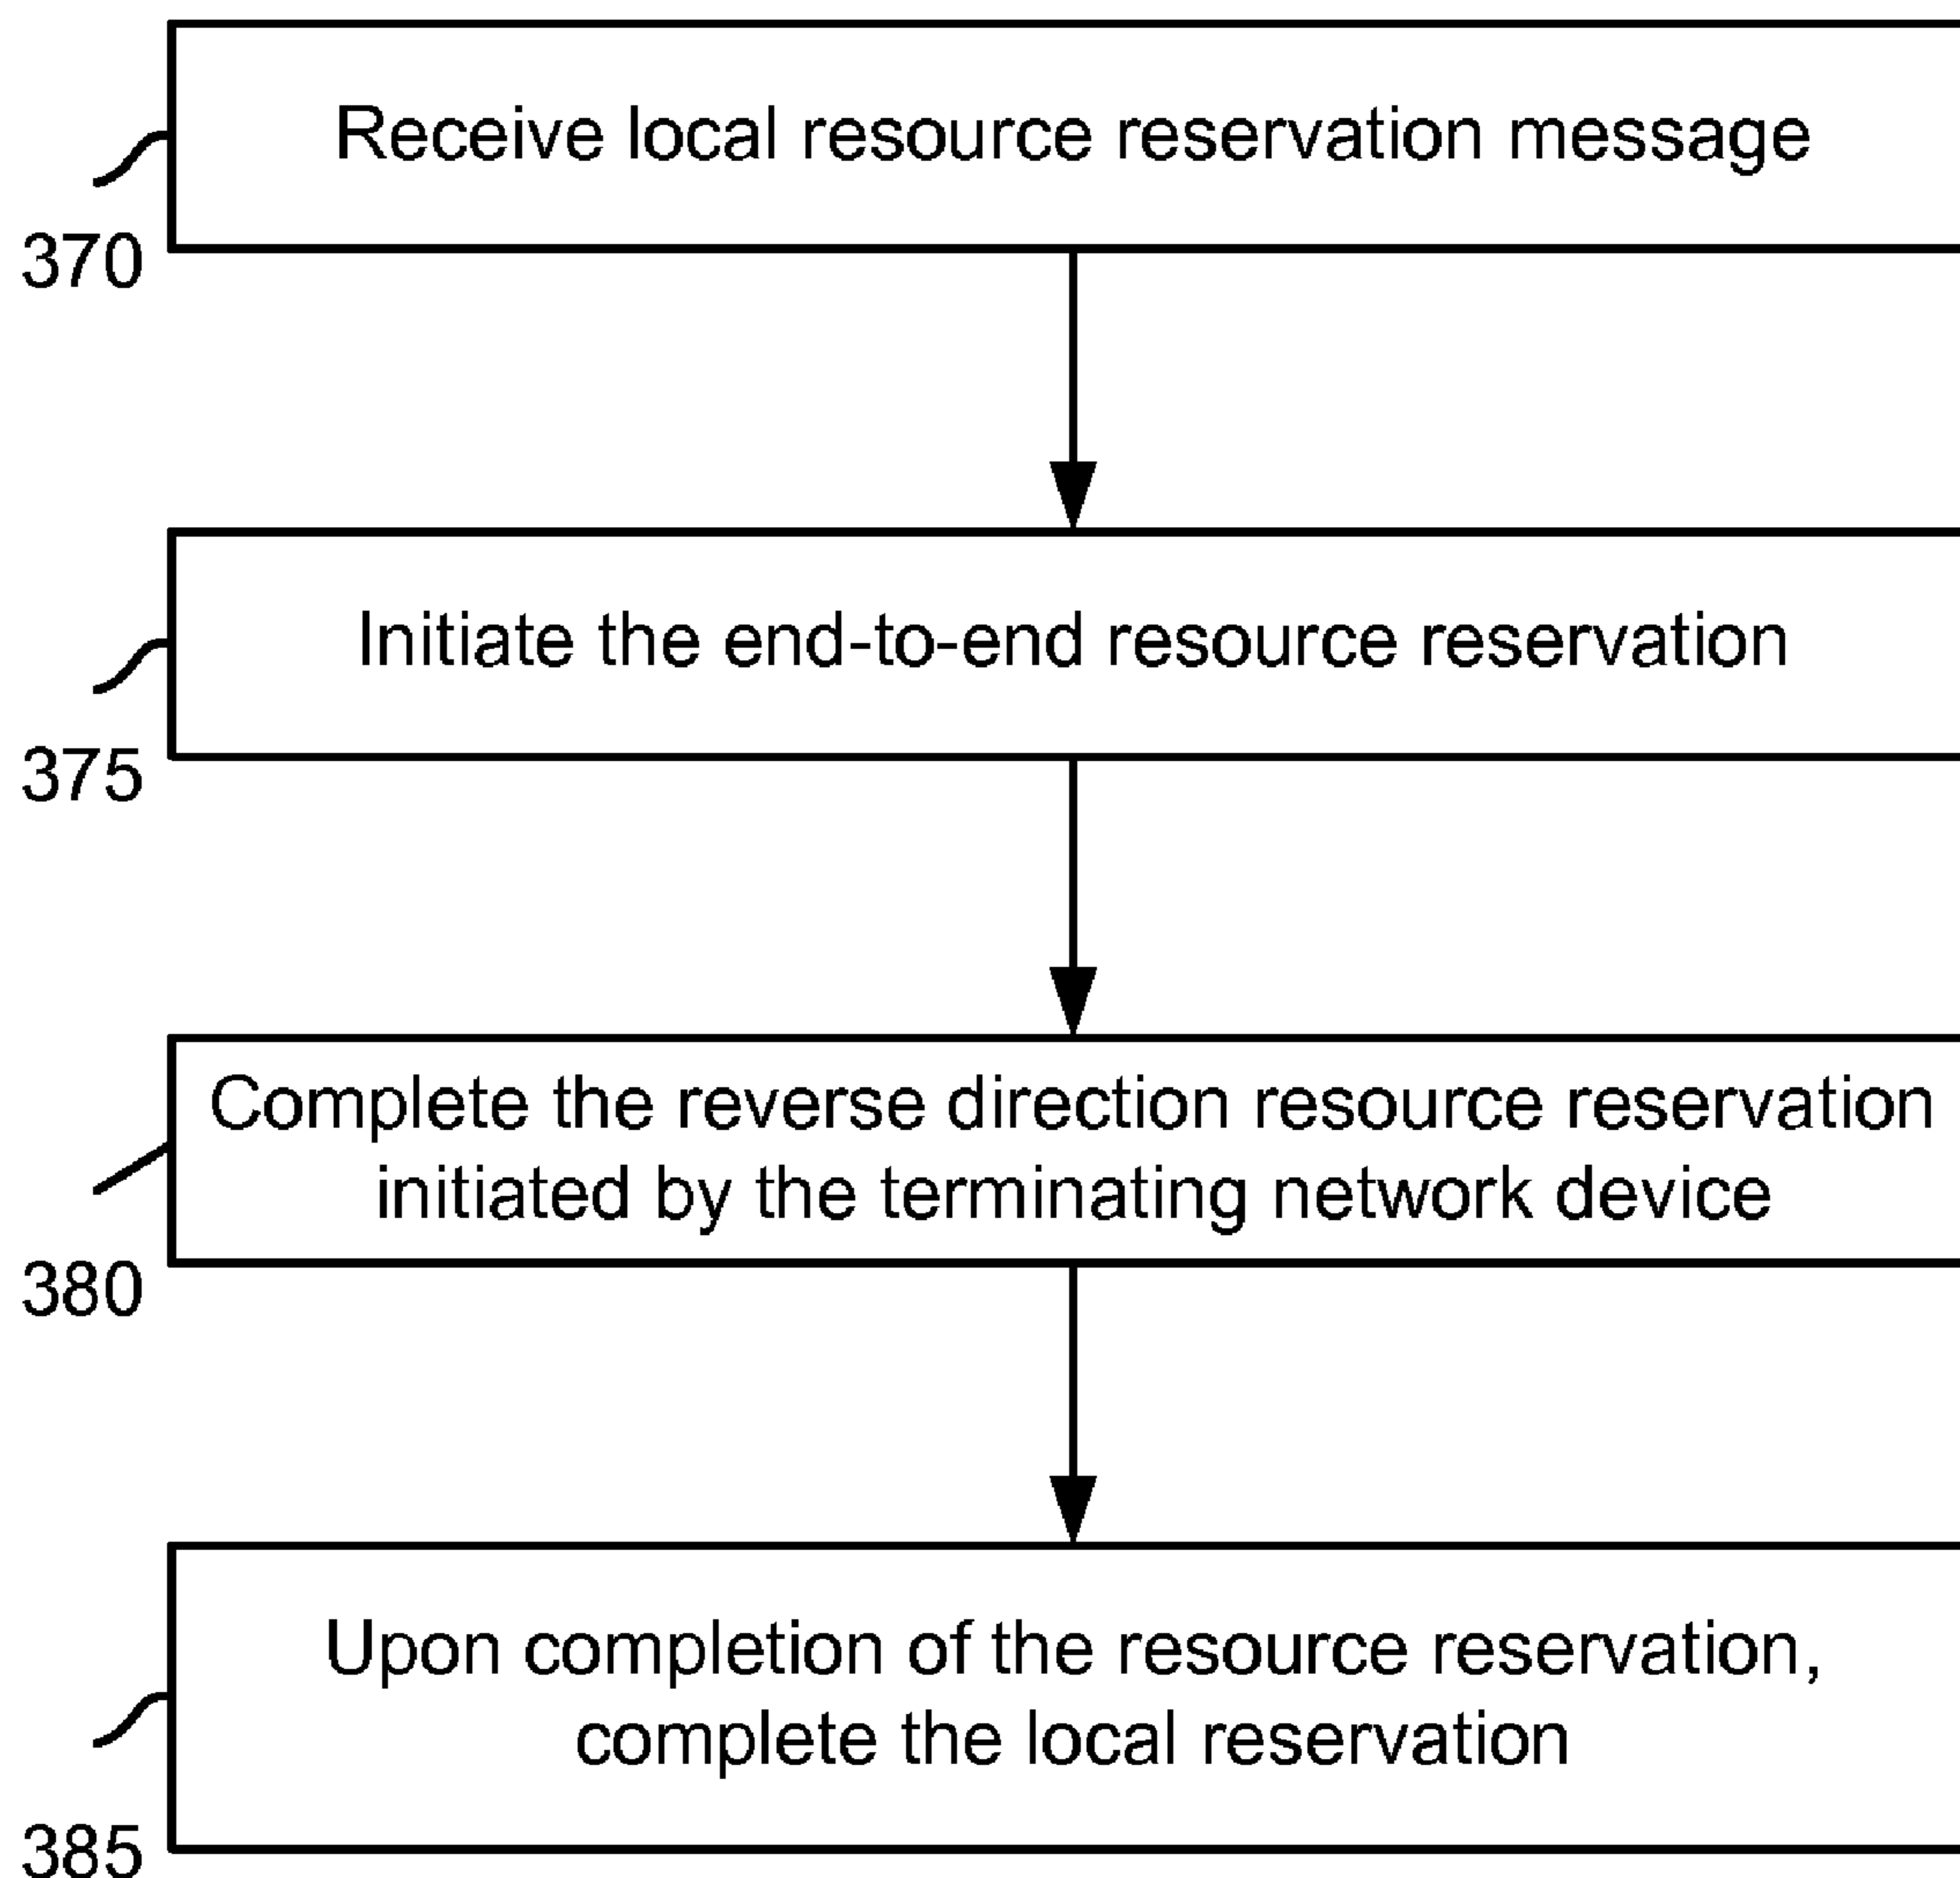 Receive local resource reservation message
370
Initiate the end-to-end resource reservation
375
Complete the reverse direction resource reservation
initiated by the terminating network device
380
Upon completion of the resource reservation,
complete the local reservation
385